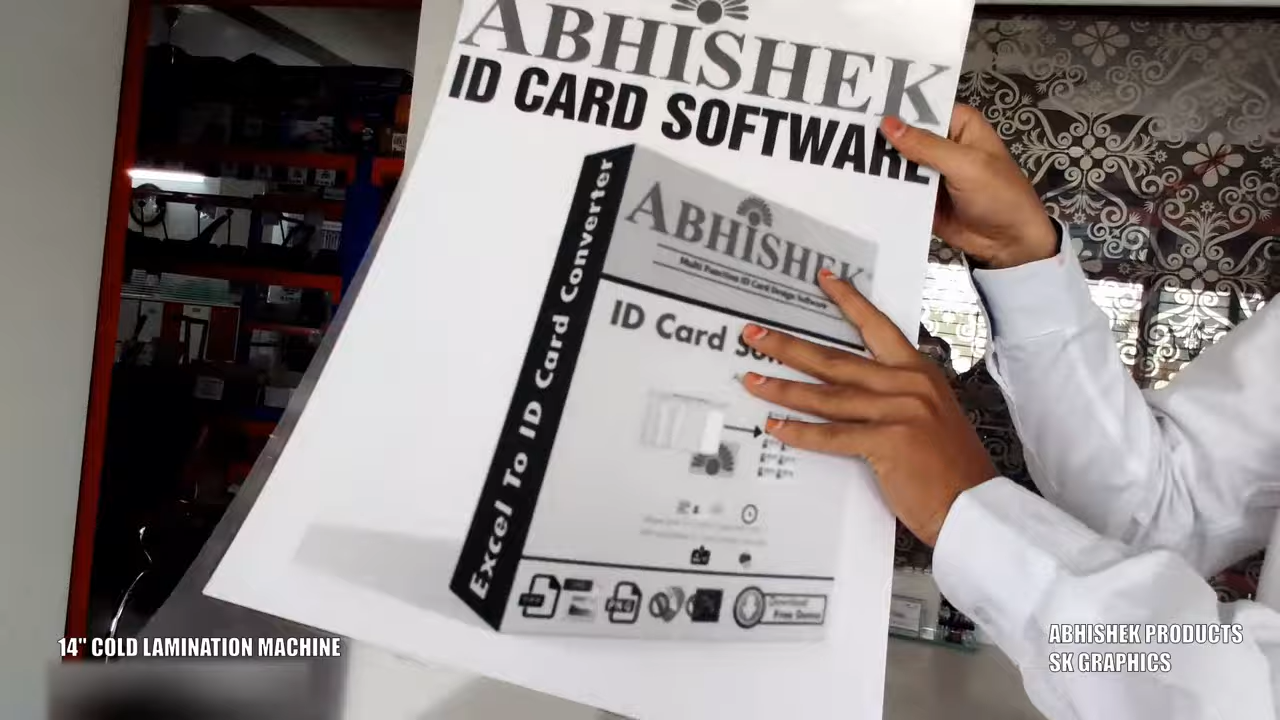 ABHISHEK
ID CARD SOFTWARE
Excel To ID Card Converter
ABHISHEK
Multi Function ID Card Design Software
ID Card
PNG
Download
Free Demo
14" COLD LAMINATION MACHINE
ABHISHEK PRODUCTS
SK GRAPHICS